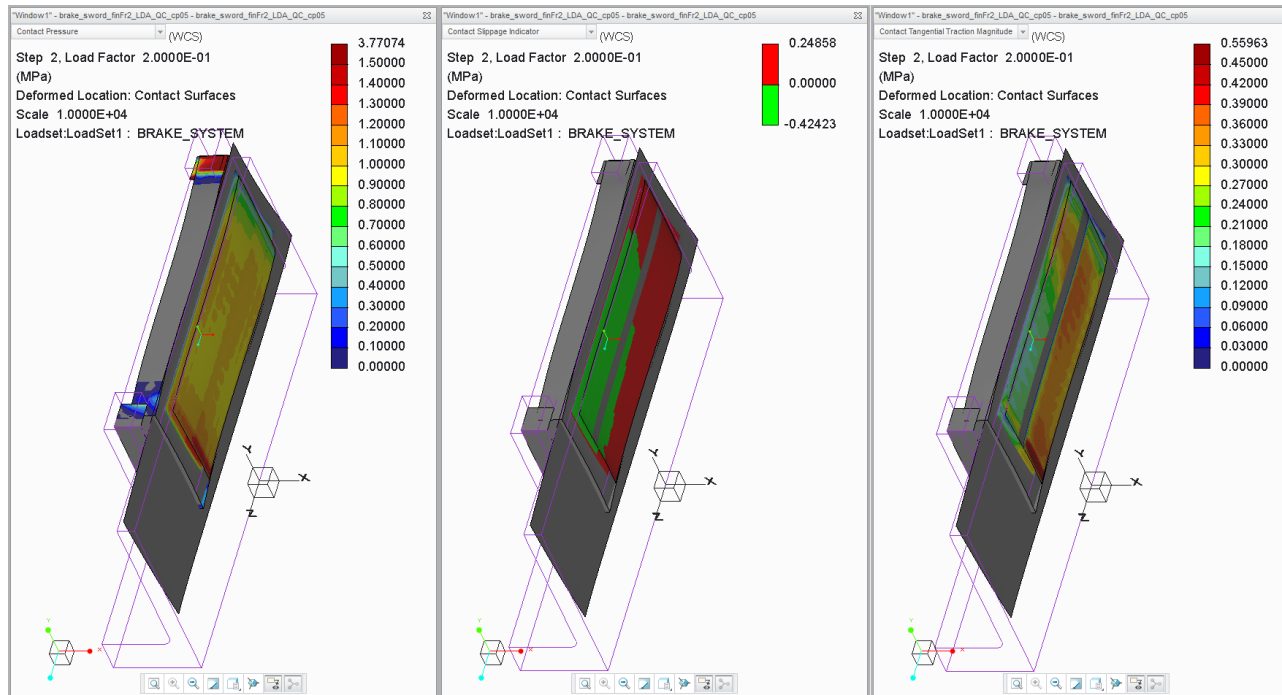 "Window1" - brake_sword_finFr2_LDA_QC_cp05 - brake_sword_finFr2_LDA_QC_cp05
Contact Pressure
(WCS)
Step 2, Load Factor 2.0000E-01
(MPa)
Deformed Location: Contact Surfaces
Scale 1.0000E+04
Loadset:LoadSet1 : BRAKE_SYSTEM
3.77074
1.50000
1.40000
1.30000
1.20000
1.10000
1.00000
0.90000
0.80000
0.70000
0.60000
0.50000
0.40000
0.30000
0.20000
0.10000
0.00000
Y
X
Z
Y
X
"Window1" - brake_sword_finFr2_LDA_QC_cp05 - brake_sword_finFr2_LDA_QC_cp05
Contact Slippage Indicator
(WCS)
Step 2, Load Factor 2.0000E-01
(MPa)
Deformed Location: Contact Surfaces
Scale 1.0000E+04
Loadset:LoadSet1 : BRAKE_SYSTEM
0.24858
0.00000
-0.42423
Y
X
Z
Y
X
"Window1" - brake_sword_finFr2_LDA_QC_cp05 - brake_sword_finFr2_LDA_QC_cp05
Contact Tangential Traction Magnitude
(WCS)
Step 2, Load Factor 2.0000E-01
(MPa)
Deformed Location: Contact Surfaces
Scale 1.0000E+04
Loadset:LoadSet1 : BRAKE_SYSTEM
0.55963
0.45000
0.42000
0.39000
0.36000
0.33000
0.30000
0.27000
0.24000
0.21000
0.18000
0.15000
0.12000
0.09000
0.06000
0.03000
0.00000
Y
X
Z
Y
X